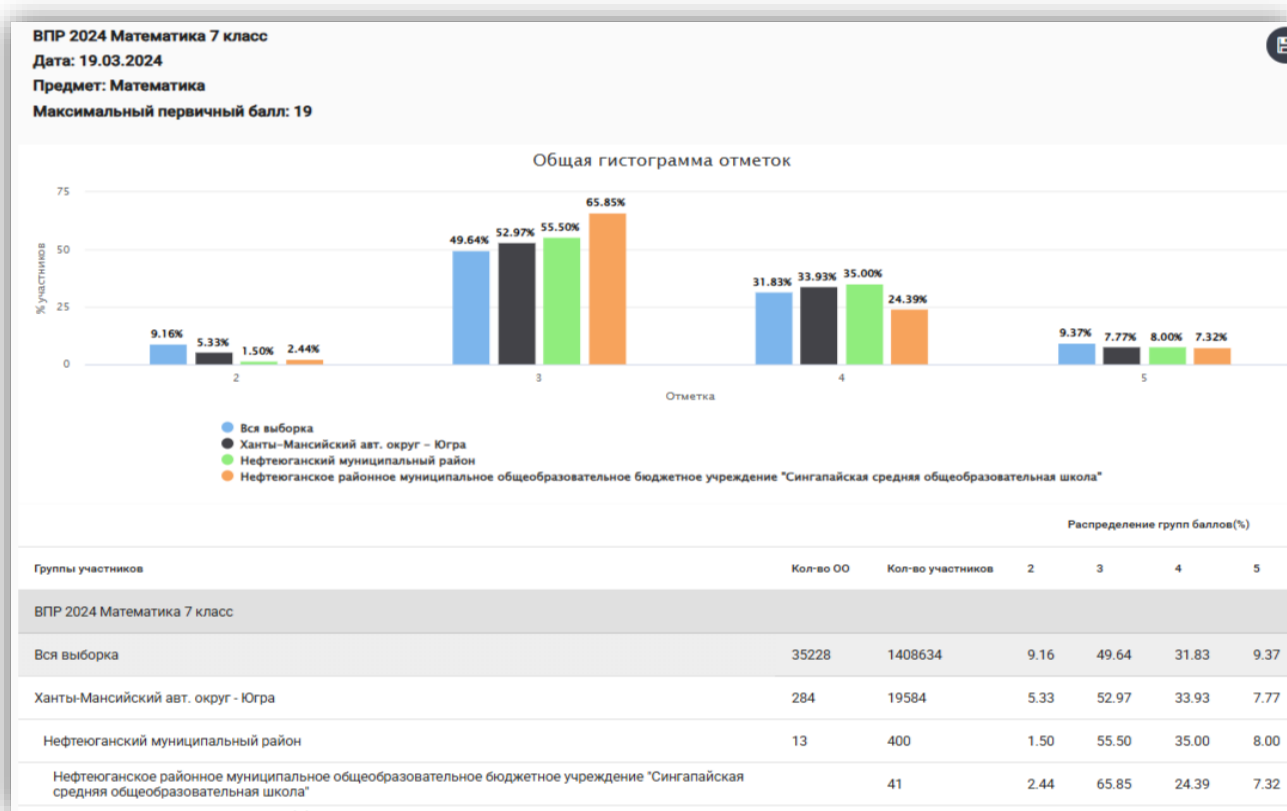 ВПР 2024 Математика 7 класс
Дата: 19.03.2024
Предмет: Математика
Максимальный первичный балл: 19
Общая гистограмма отметок
75
50
25
0
% участников
9.16% 5.33% 1.50% 2.44%
49.64% 52.97% 55.50% 65.85%
31.83% 33.93% 35.00% 24.39%
9.37% 7.77% 8.00% 7.32%
2 3 4 5
Отметка
Вся выборка
Ханты-Мансийский авт. округ - Югра
Нефтеюганский муниципальный район
Нефтеюганское районное муниципальное общеобразовательное бюджетное учреждение "Сингапайская средняя общеобразовательная школа"
Распределение групп баллов(%)
Группы участников Кол-во ОО Кол-во участников 2 3 4 5
ВПР 2024 Математика 7 класс
Вся выборка 35228 1408634 9.16 49.64 31.83 9.37
Ханты-Мансийский авт. округ - Югра 284 19584 5.33 52.97 33.93 7.77
Нефтеюганский муниципальный район 13 400 1.50 55.50 35.00 8.00
Нефтеюганское районное муниципальное общеобразовательное бюджетное учреждение "Сингапайская
средняя общеобразовательная школа" 41 2.44 65.85 24.39 7.32